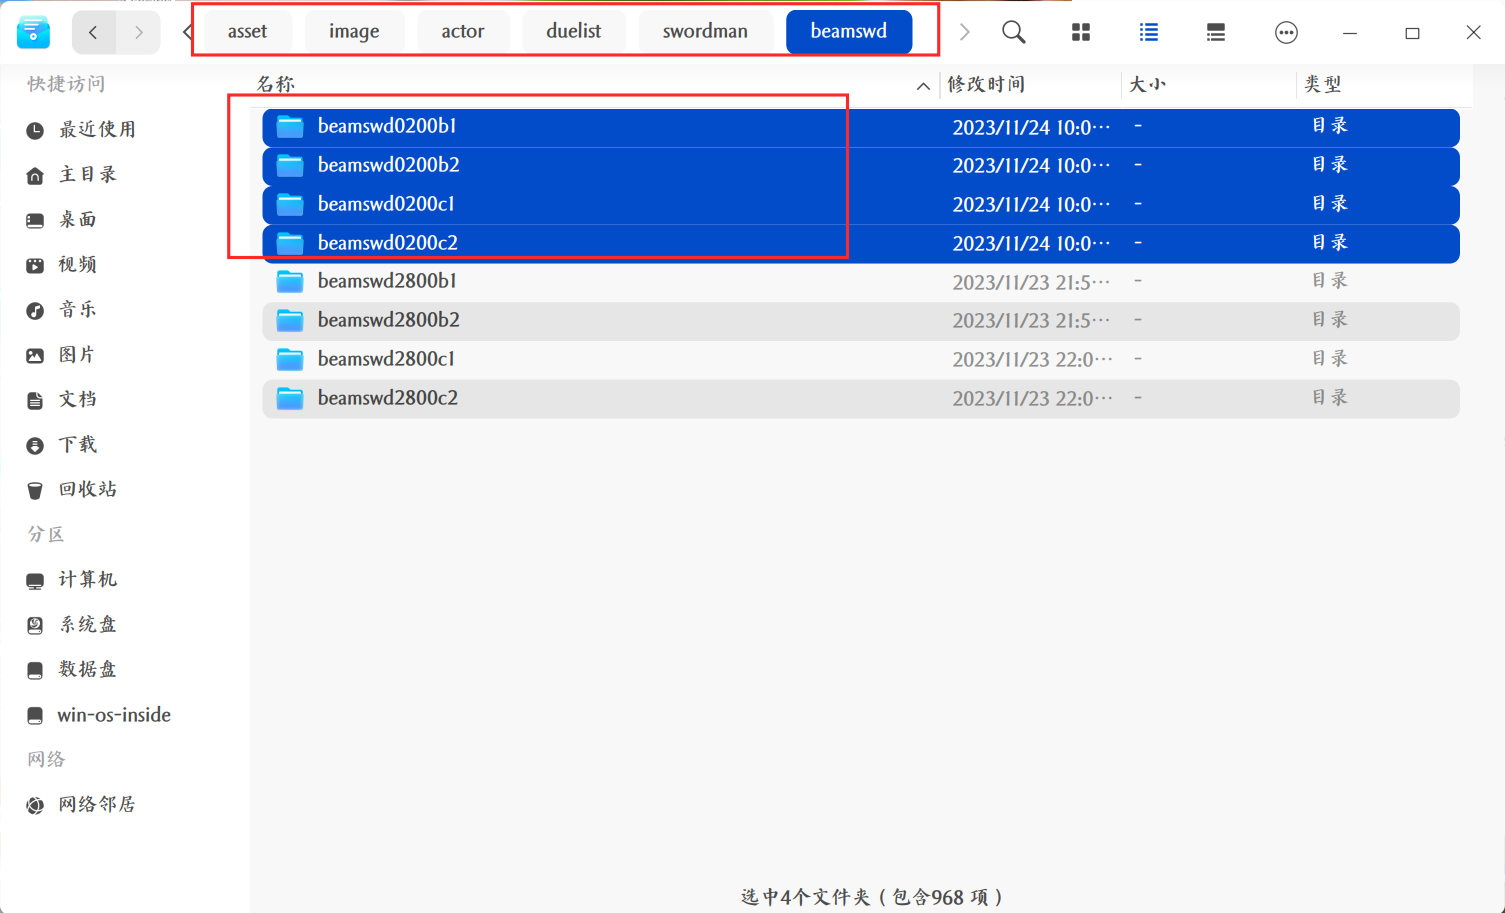 asset image actor duelist swordman beamswd
快捷访问
最近使用
主目录
桌面
视频
音乐
图片
文档
下载
回收站
分区
计算机
系统盘
数据盘
win-os-inside
网络
网络邻居
名称 修改时间 大小 类型
beamswd0200b1 2023/11/24 10:0··· - 目录
beamswd0200b2 2023/11/24 10:0··· - 目录
beamswd0200c1 2023/11/24 10:0··· - 目录
beamswd0200c2 2023/11/24 10:0··· - 目录
beamswd2800b1 2023/11/23 21:5··· - 目录
beamswd2800b2 2023/11/23 21:5··· - 目录
beamswd2800c1 2023/11/23 22:0··· - 目录
beamswd2800c2 2023/11/23 22:0··· - 目录
选中4个文件夹（包含968 项）